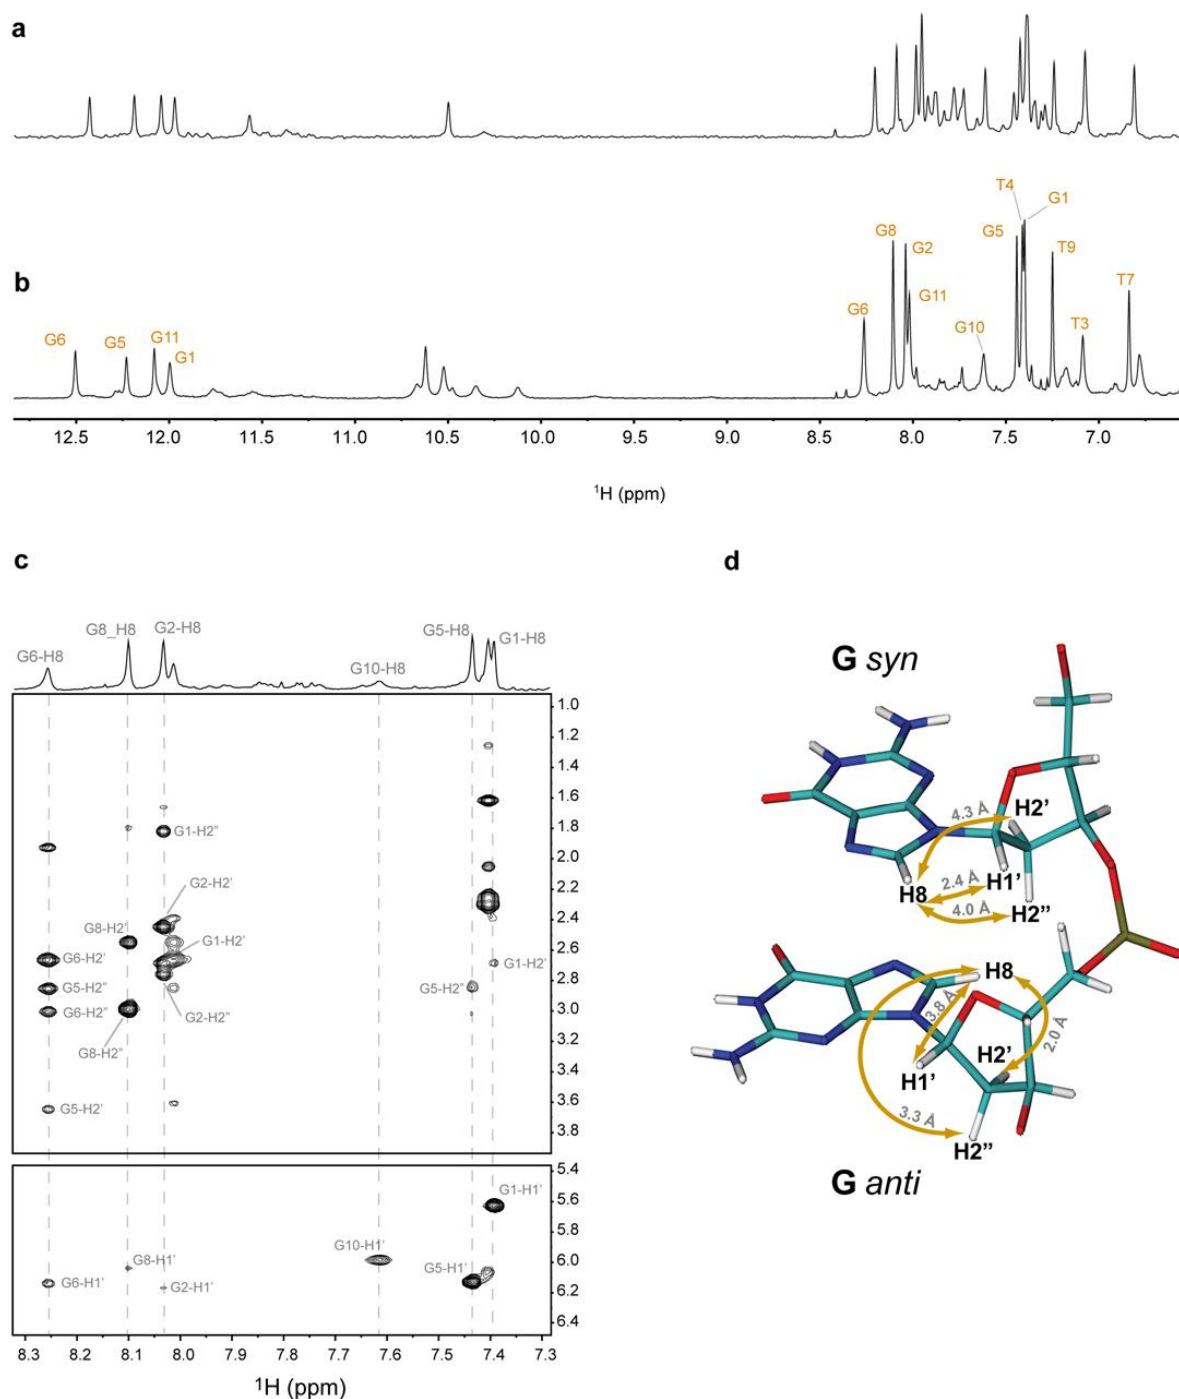 a
b
T4
G1
G8
G2
G5
T9
G6
G11
T7
G10
T3
G6
G5
G11
G1
12.5 12.0 11.5 11.0 10.5 10.0 9.5 9.0 8.5 8.0 7.5 7.0
¹H (ppm)
c
G6-H8
G8_H8
G2-H8
G10-H8
G5-H8
G1-H8
1.0
1.2
1.6
1.8
2.0
2.2
2.4
2.6
2.8
3.0
3.2
3.4
3.6
3.8
G1-H2"
G2-H2'
G8-H2'
G1-H2'
G6-H2'
G5-H2"
G6-H2"
G2-H2"
G8-H2"
G5-H2'
G5-H2"
G1-H2'
5.4
5.6
5.8
6.0
6.2
6.4
G1-H1'
G10-H1'
G8-H1'
G5-H1'
G6-H1'
G2-H1'
8.3 8.2 8.1 8.0 7.9 7.8 7.7 7.6 7.5 7.4 7.3
¹H (ppm)
d
G syn
4.3 Å
H2'
H8
2.4 Å
H1'
4.0 Å
H2"
H8
3.8 Å
2.0 Å
H2'
H1'
3.3 Å
H2"
G anti